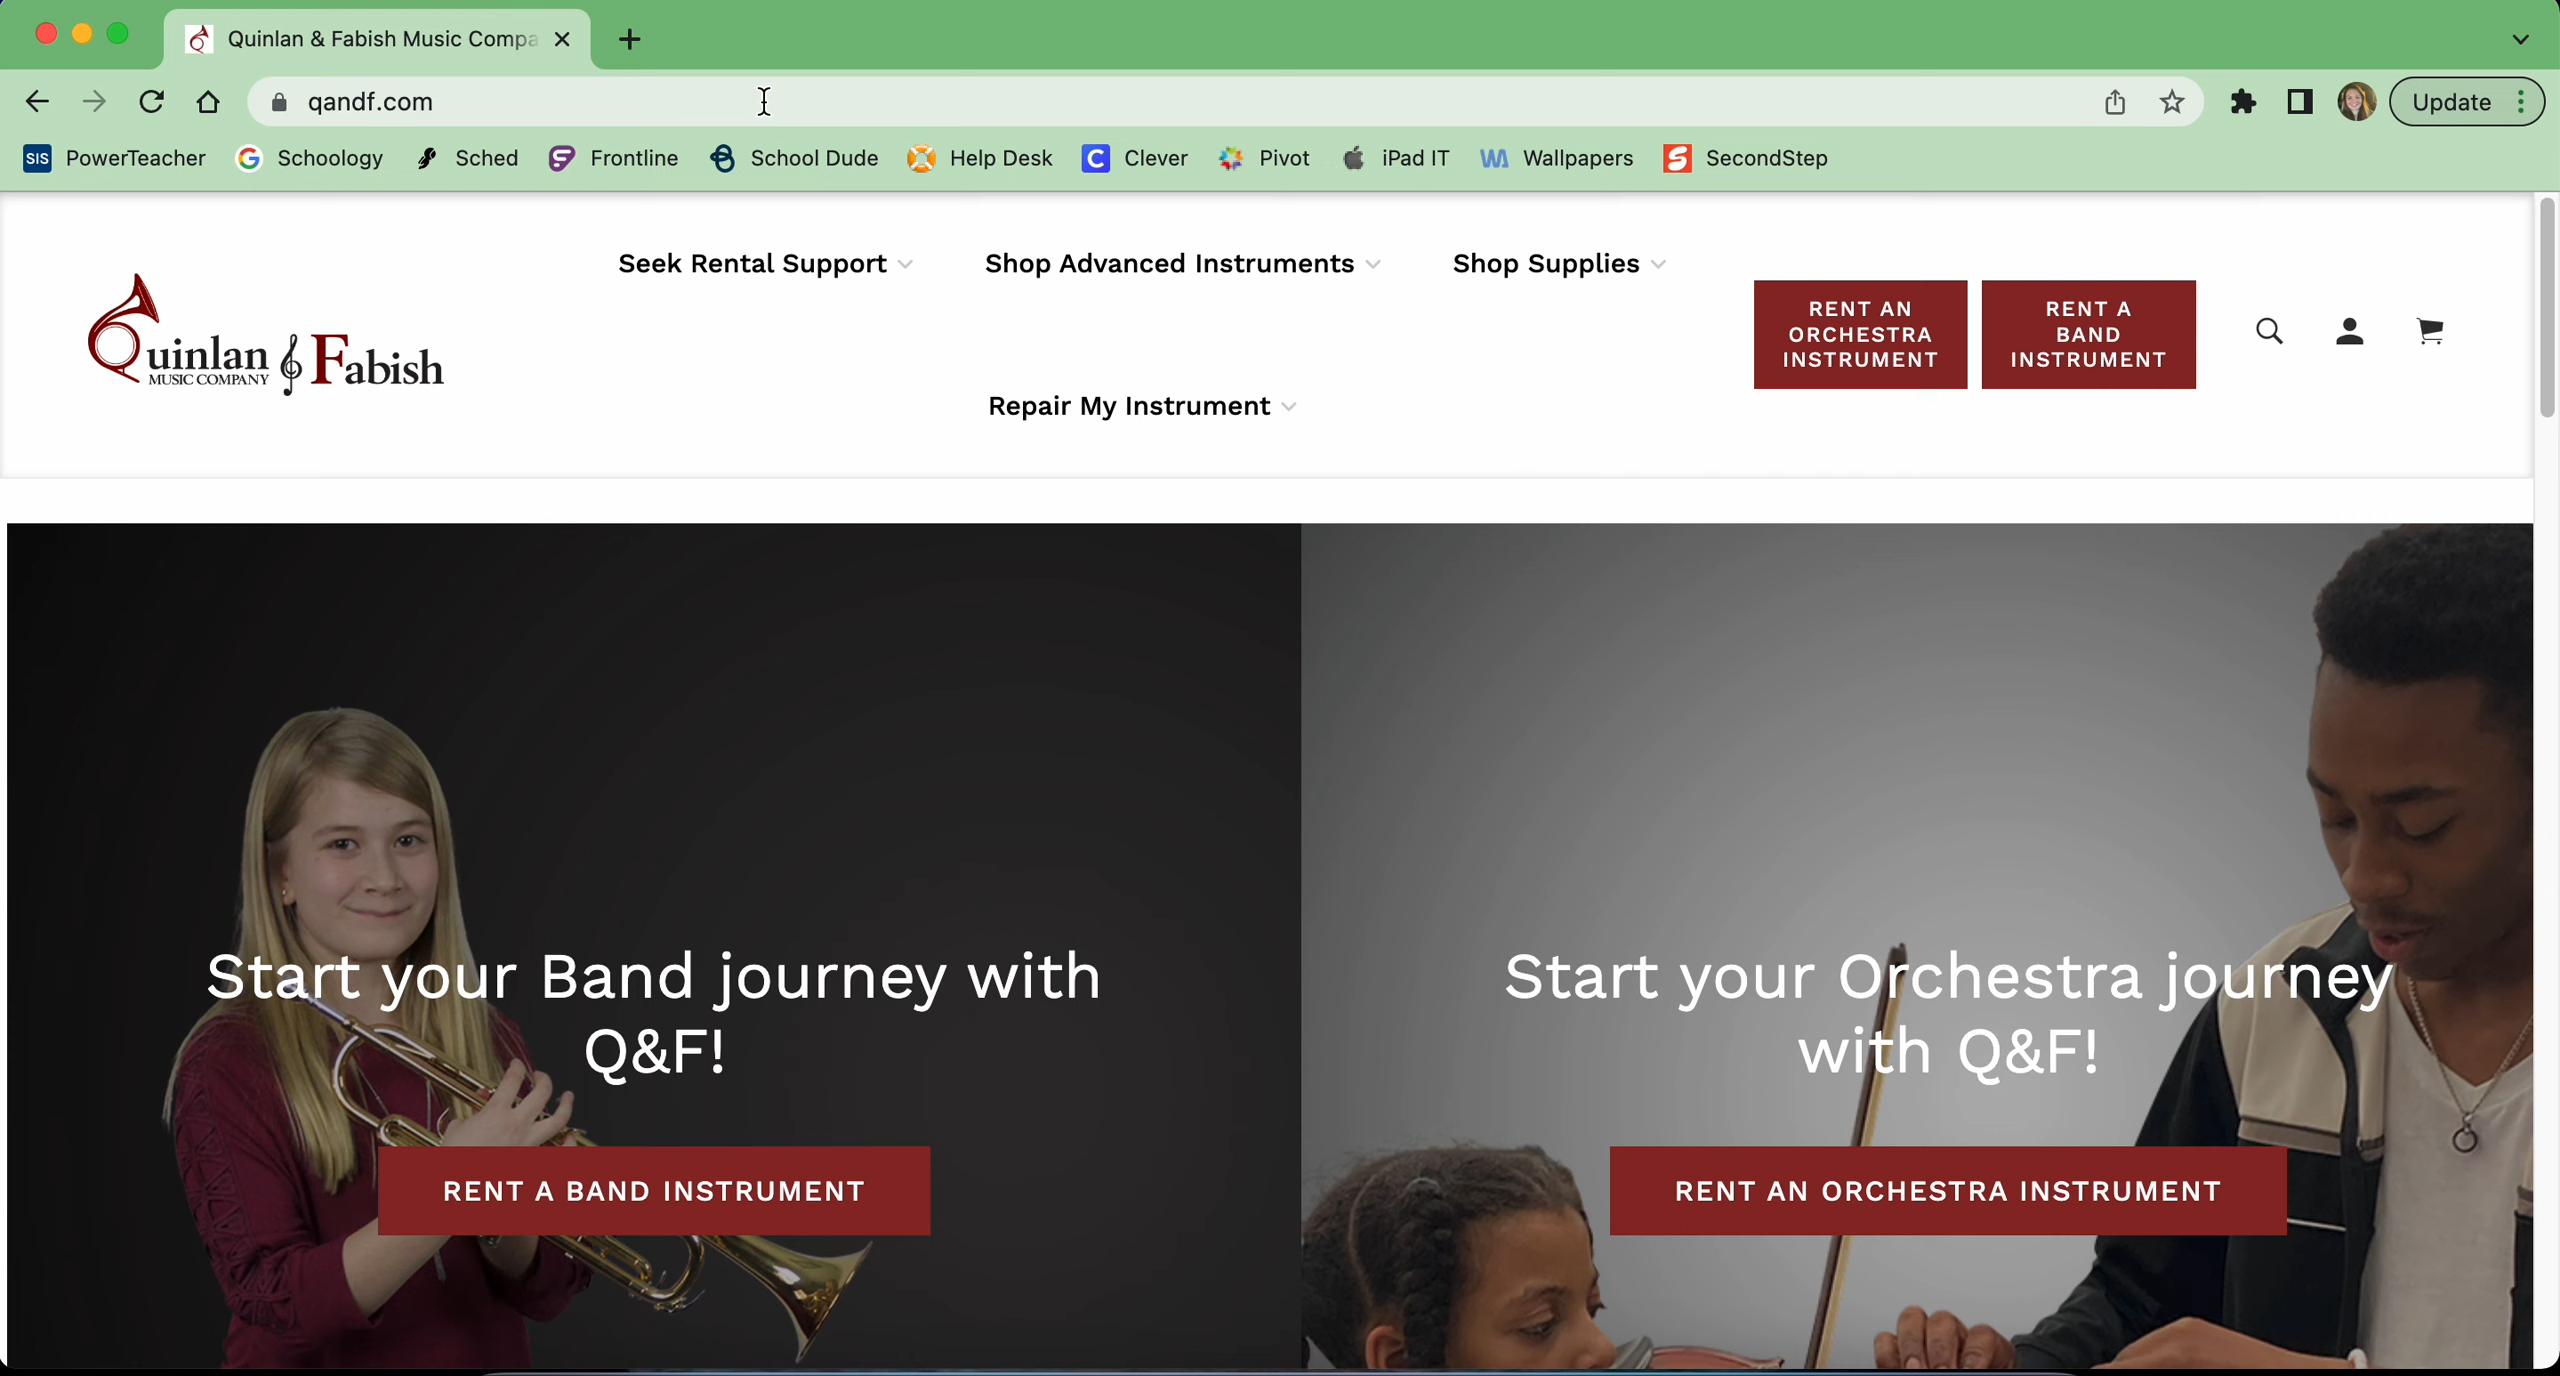 Quinlan & Fabish Music Compa
qandf.com
Update
SIS PowerTeacher Schoology Sched Frontline School Dude Help Desk Clever Pivot iPad IT Wallpapers SecondStep
Seek Rental Support Shop Advanced Instruments Shop Supplies
Repair My Instrument
Quinlan & Fabish
MUSIC COMPANY
RENT AN
ORCHESTRA
INSTRUMENT
RENT A
BAND
INSTRUMENT
Start your Band journey with
Q&F!
RENT A BAND INSTRUMENT
Start your Orchestra journey
with Q&F!
RENT AN ORCHESTRA INSTRUMENT